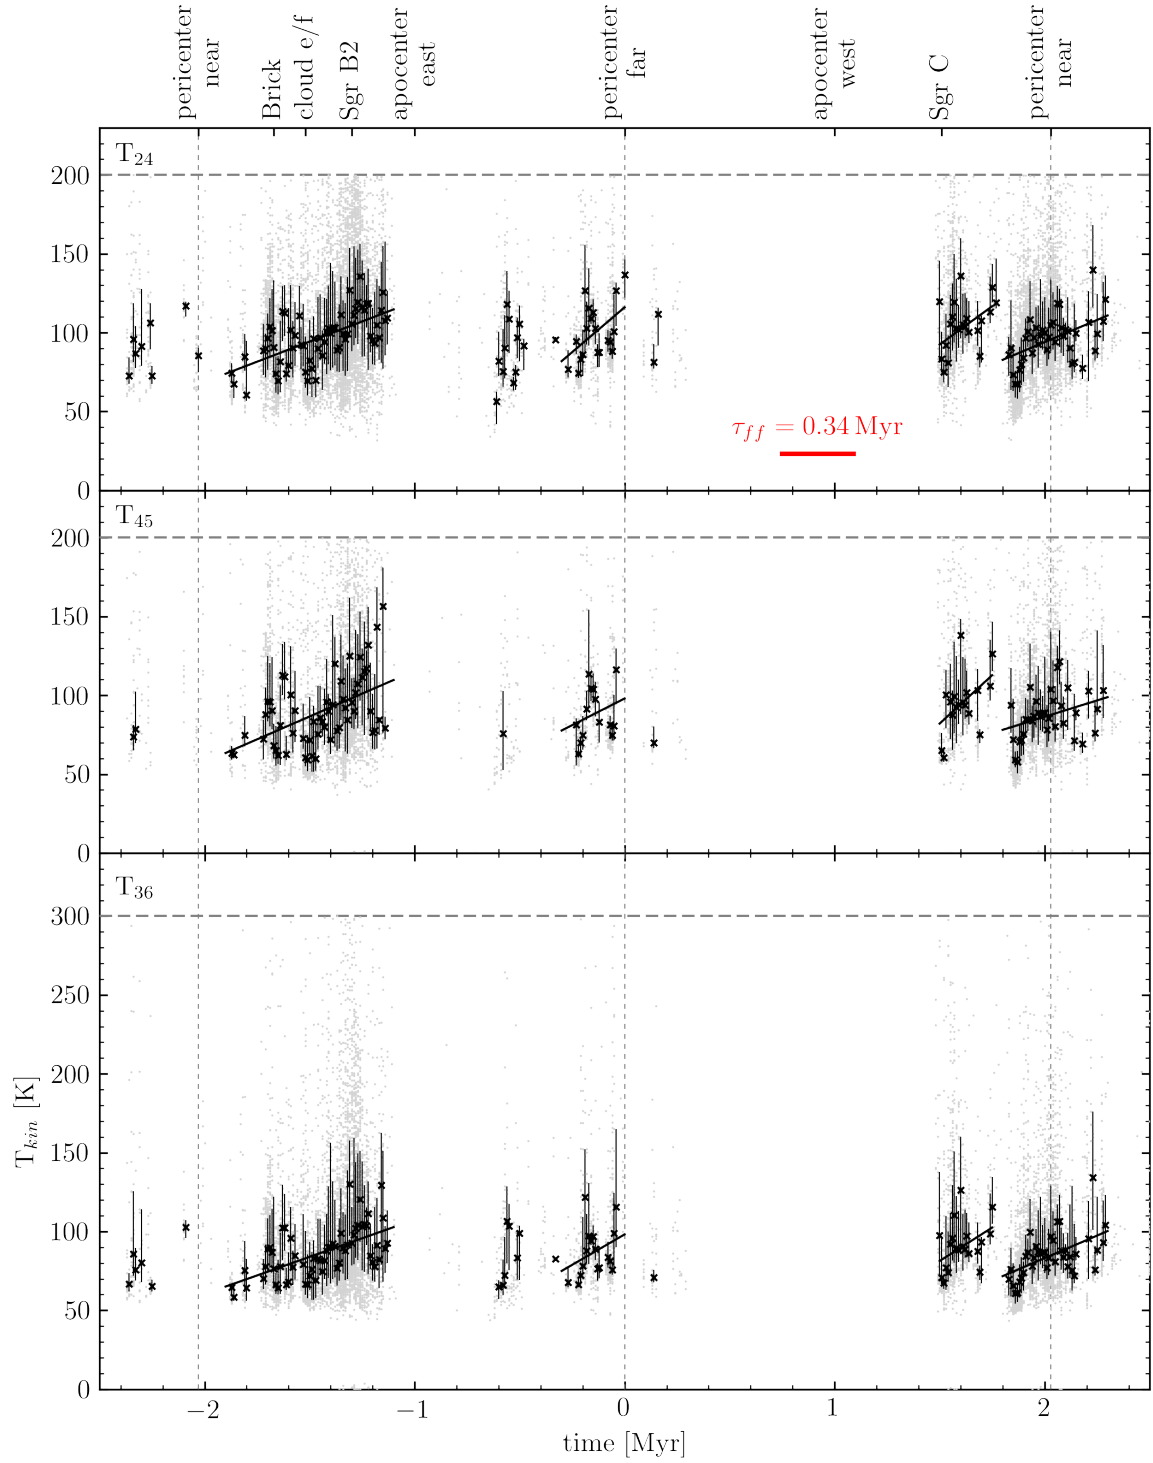 pericenter
near
Brick
cloud e/f
Sgr B2
apocenter
east
pericenter
far
apocenter
west
Sgr C
pericenter
near
T24
200
150
100
50
0
τff = 0.34 Myr
T45
200
150
100
50
0
T36
300
250
200
150
100
50
0
Tkin [K]
−2
−1
0
1
2
time [Myr]